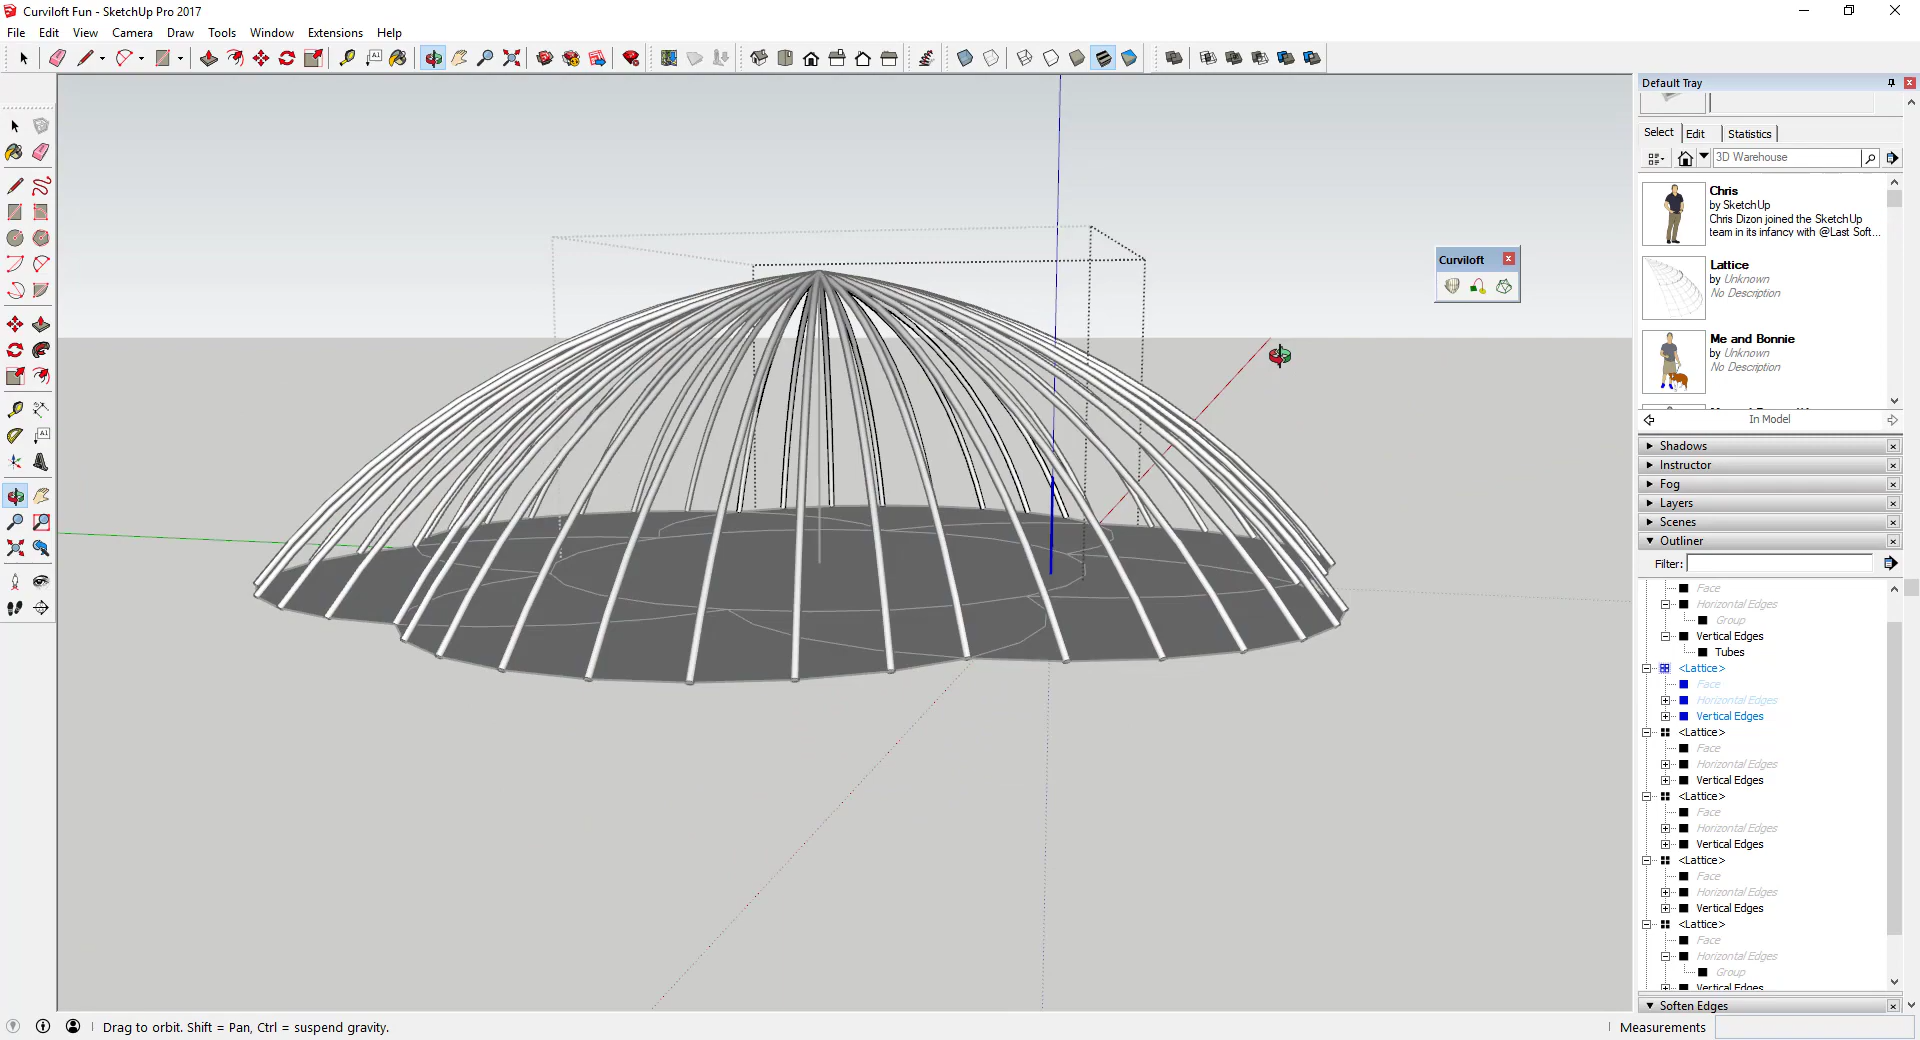 Curviloft Fun - SketchUp Pro 2017
File Edit View Camera Draw Tools Window Extensions Help
Default Tray
Select Edit Statistics
3D Warehouse
Chris
by SketchUp
Chris Dizon joined the SketchUp
team in its infancy with @Last Soft...
Curviloft
Lattice
by Unknown
No Description
Me and Bonnie
by Unknown
No Description
In Model
Shadows
Instructor
Fog
Layers
Scenes
Outliner
Filter:
Face
Horizontal Edges
Group
Vertical Edges
Tubes
<Lattice>
Face
Horizontal Edges
Vertical Edges
<Lattice>
Face
Horizontal Edges
Vertical Edges
<Lattice>
Face
Horizontal Edges
Vertical Edges
<Lattice>
Face
Horizontal Edges
Vertical Edges
<Lattice>
Face
Horizontal Edges
Group
Vertical Edges
Soften Edges
Drag to orbit. Shift = Pan, Ctrl = suspend gravity.
Measurements